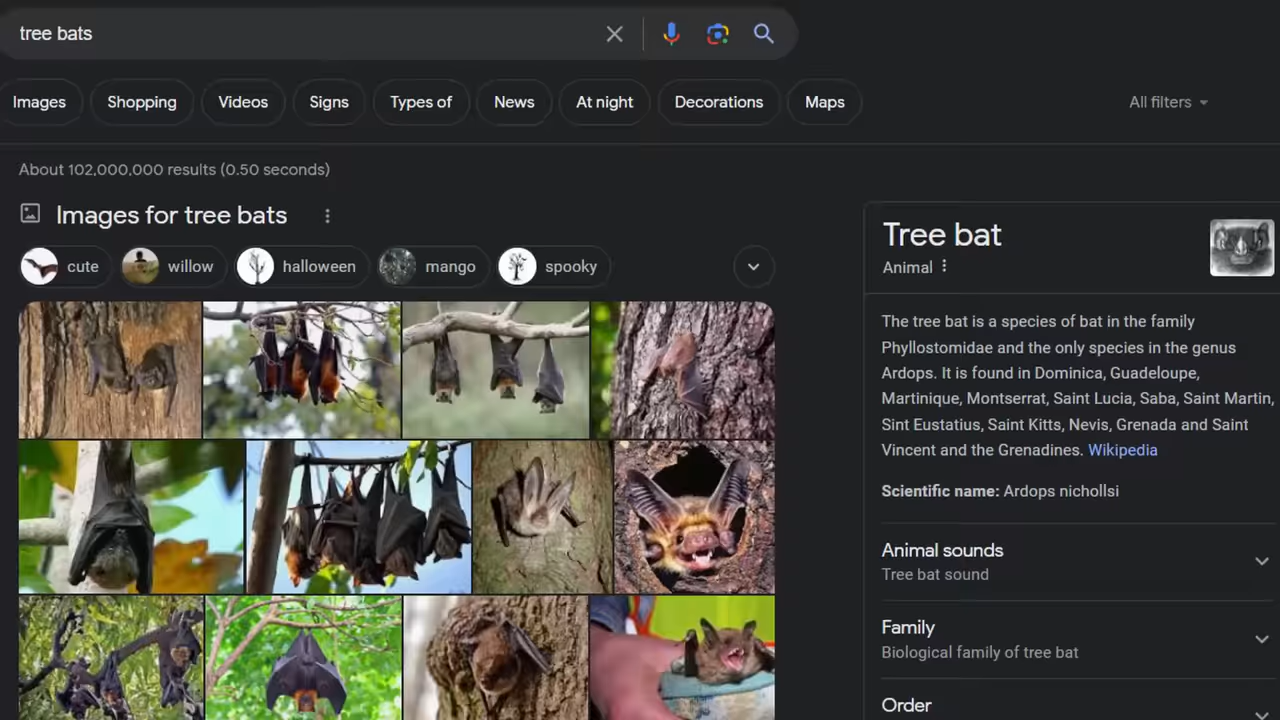 tree bats
Images
Shopping
Videos
Signs
Types of
News
At night
Decorations
Maps
All filters
About 102,000,000 results (0.50 seconds)
Images for tree bats
cute
willow
halloween
mango
spooky
Tree bat
Animal
The tree bat is a species of bat in the family
Phyllostomidae and the only species in the genus
Ardops. It is found in Dominica, Guadeloupe,
Martinique, Montserrat, Saint Lucia, Saba, Saint Martin,
Sint Eustatius, Saint Kitts, Nevis, Grenada and Saint
Vincent and the Grenadines. Wikipedia
Scientific name: Ardops nichollsi
Animal sounds
Tree bat sound
Family
Biological family of tree bat
Order